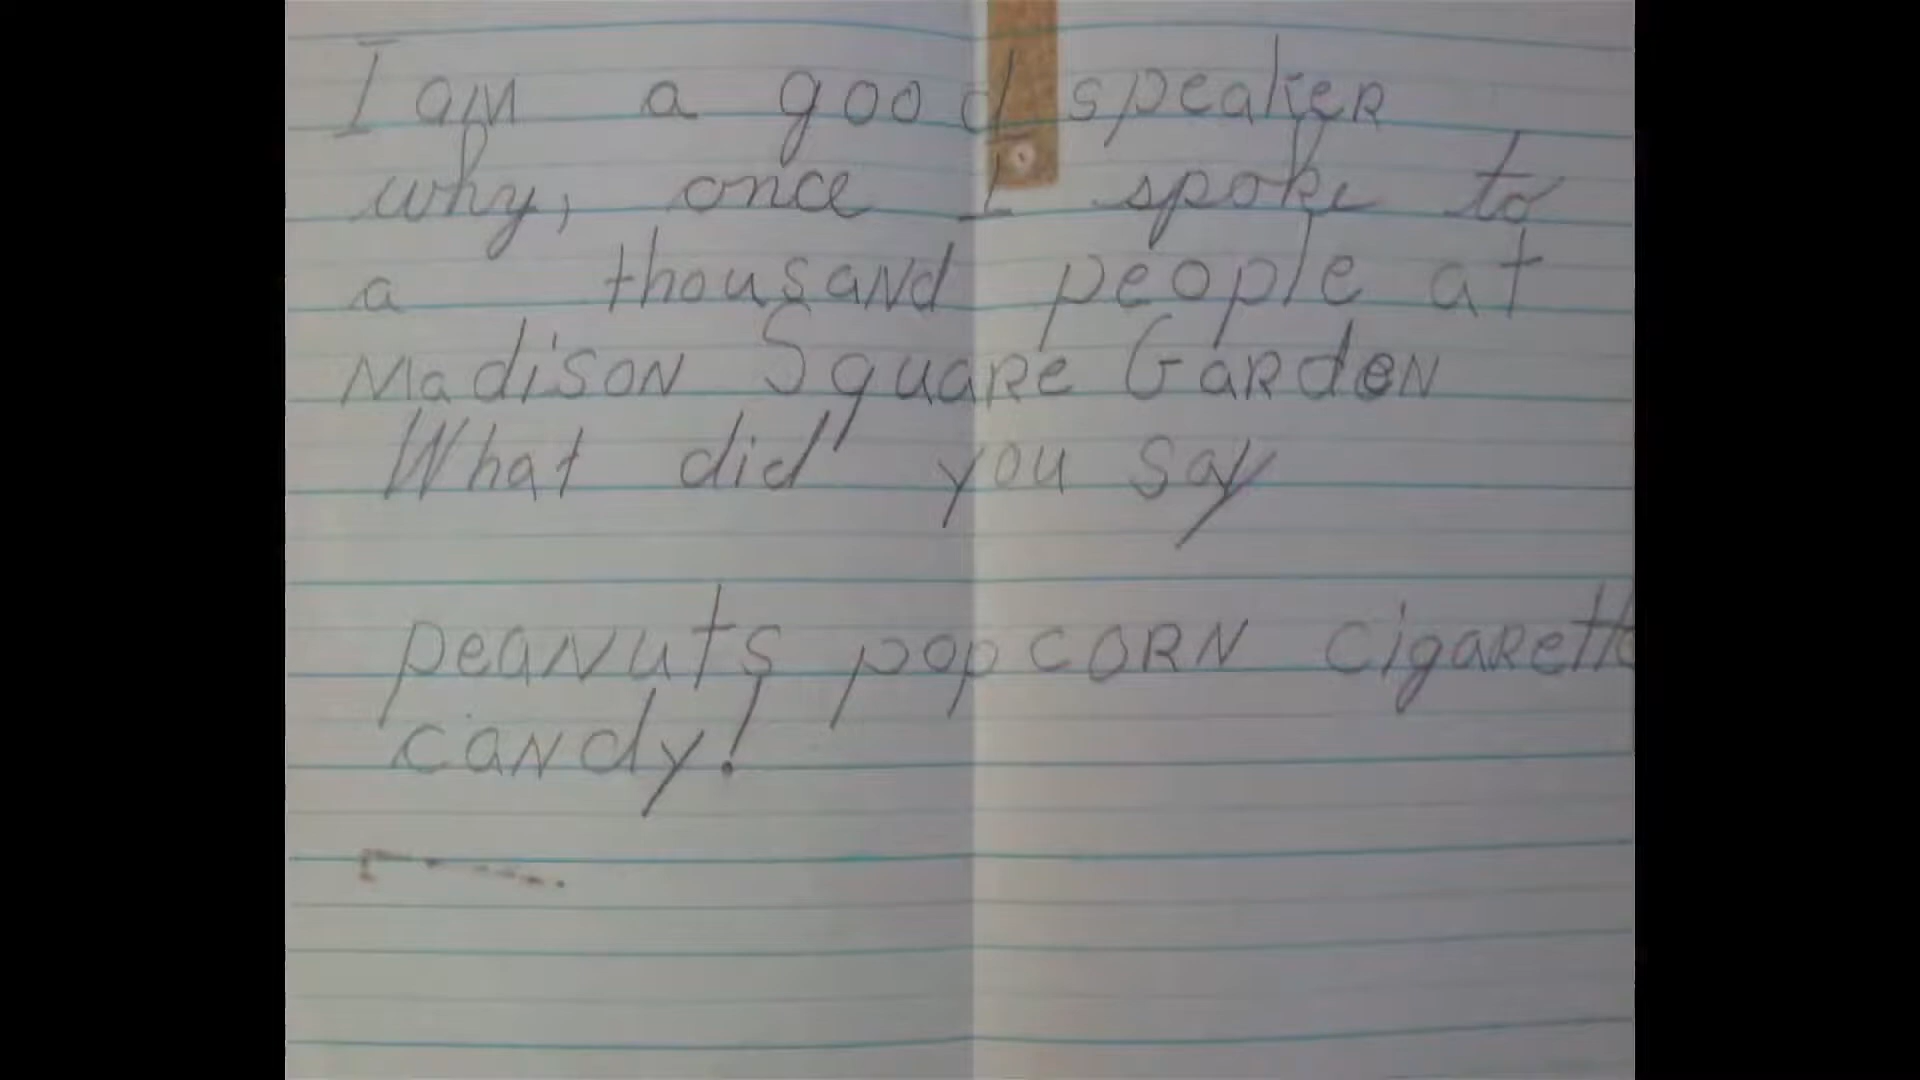 I am a good speaker
why, once I spoke to
a thousand people at
Madison Square Garden
What did you say
peanuts popcorn cigarette
candy!